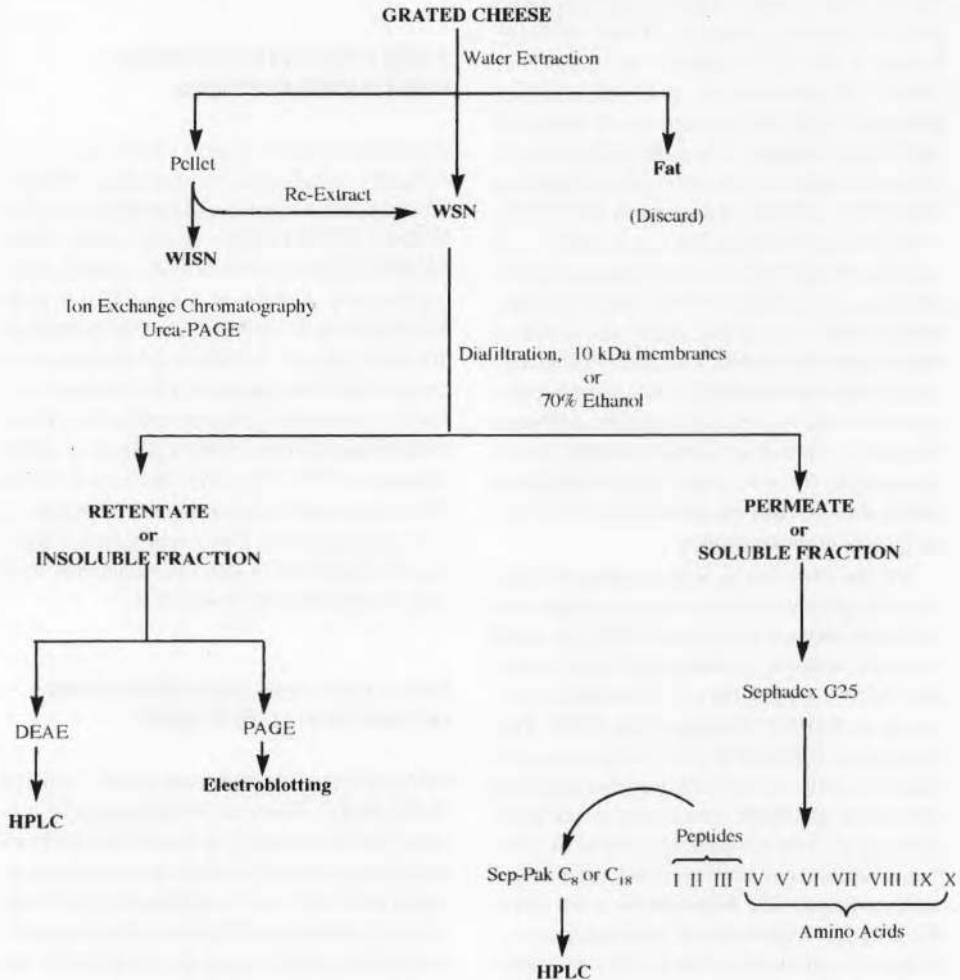 GRATED CHEESE
Water Extraction
Pellet
Fat
Re-Extract
WSN
(Discard)
WISN
Ion Exchange Chromatography
Urea-PAGE
Diafiltration, 10 kDa membranes
or
70% Ethanol
RETENTATE
or
INSOLUBLE FRACTION
PERMEATE
or
SOLUBLE FRACTION
Sephadex G25
DEAE
PAGE
Electroblotting
HPLC
Peptides
Sep-Pak C8 or C18
I II III IV V VI VII VIII IX X
Amino Acids
HPLC